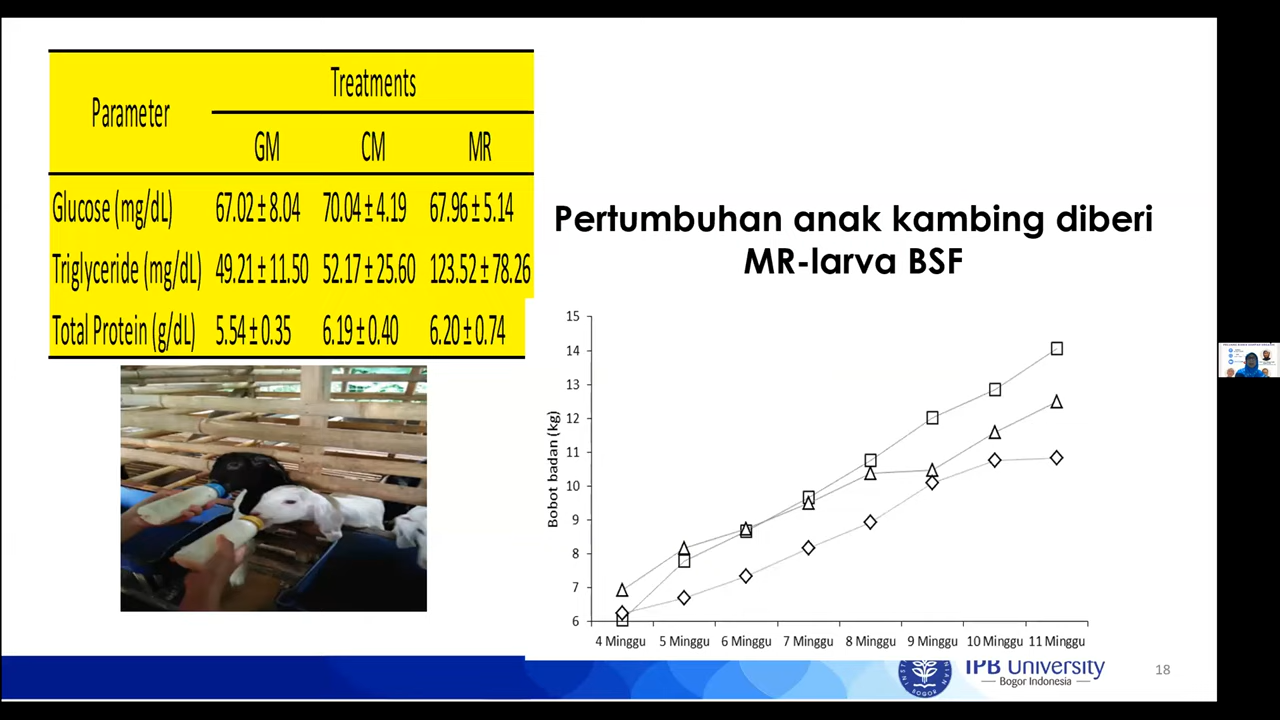 Parameter
Treatments
GM CM MR
Glucose (mg/dL) 67.02±8.04 70.04±4.19 67.96±5.14
Triglyceride (mg/dL) 49.21±11.50 52.17±25.60 123.52±78.26
Total Protein (g/dL) 5.54±0.35 6.19±0.40 6.20±0.74
Pertumbuhan anak kambing diberi
MR-larva BSF
Bobot badan (kg)
15
14
13
12
11
10
9
8
7
6
4 Minggu 5 Minggu 6 Minggu 7 Minggu 8 Minggu 9 Minggu 10 Minggu 11 Minggu
IPB University
Bogor Indonesia
18